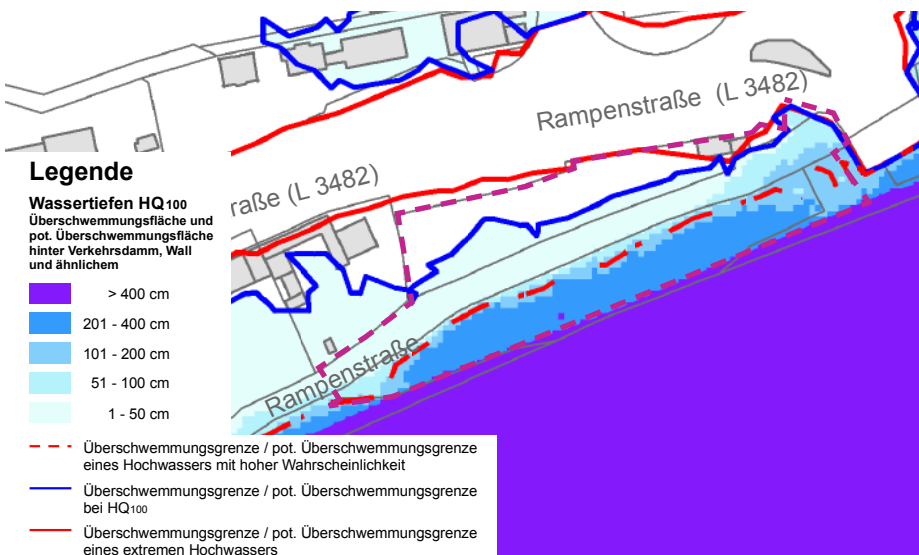 Rampenstraße (L 3482)
raße (L 3482)
Rampenstraße
Legende
Wassertiefen HQ100
Überschwemmungsfläche und
pot. Überschwemmungsfläche
hinter Verkehrsdamm, Wall
und ähnlichem
> 400 cm
201 - 400 cm
101 - 200 cm
51 - 100 cm
1 - 50 cm
Überschwemmungsgrenze / pot. Überschwemmungsgrenze
eines Hochwassers mit hoher Wahrscheinlichkeit
Überschwemmungsgrenze / pot. Überschwemmungsgrenze
bei HQ100
Überschwemmungsgrenze / pot. Überschwemmungsgrenze
eines extremen Hochwassers